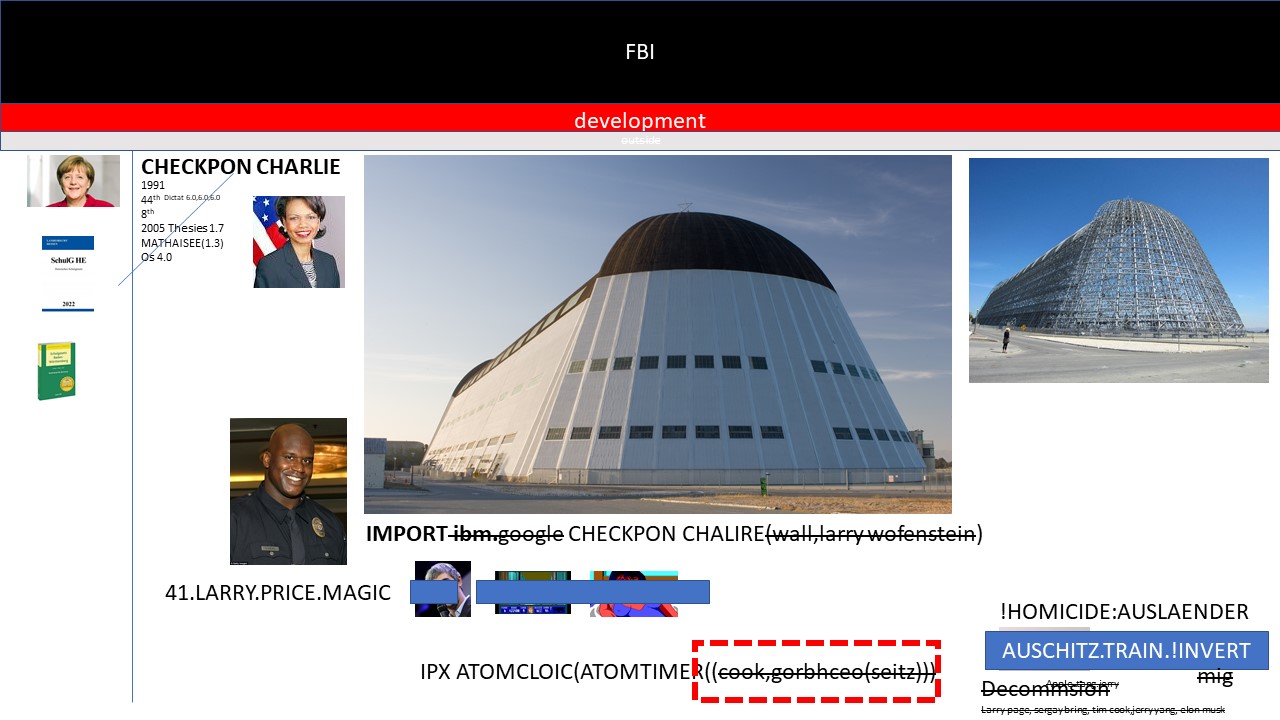 FBI
development
outside
CHECKPON CHARLIE
1991
44th Dictat 6.0,6.0,6.0
8th
2005 Thesies 1.7
MATHAISEE(1.3)
Os 4.0
SchulG HE
2022
IMPORT ibm.google CHECKPON CHALIRE(wall,larry wofenstein)
41.LARRY.PRICE.MAGIC
!HOMICIDE:AUSLAENDER
AUSCHITZ.TRAIN.!INVERT
IPX ATOMCLOIC(ATOMTIMER((cook,gorbhceo(seitz)))
mig
Decommsion
Larry page, sergay bring, tim cook,jerry yang, elon musk